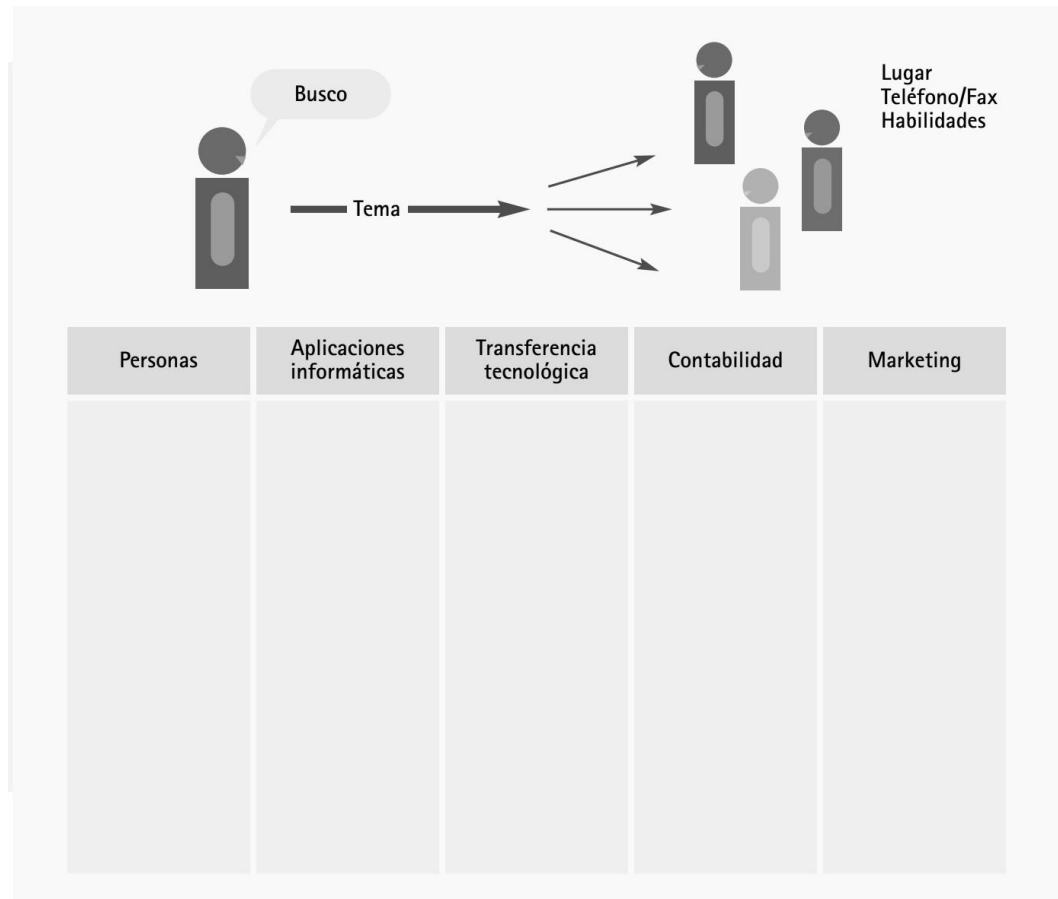 Busco
Lugar
Teléfono/Fax
Habilidades
Tema
Personas
Aplicaciones
informáticas
Transferencia
tecnológica
Contabilidad
Marketing